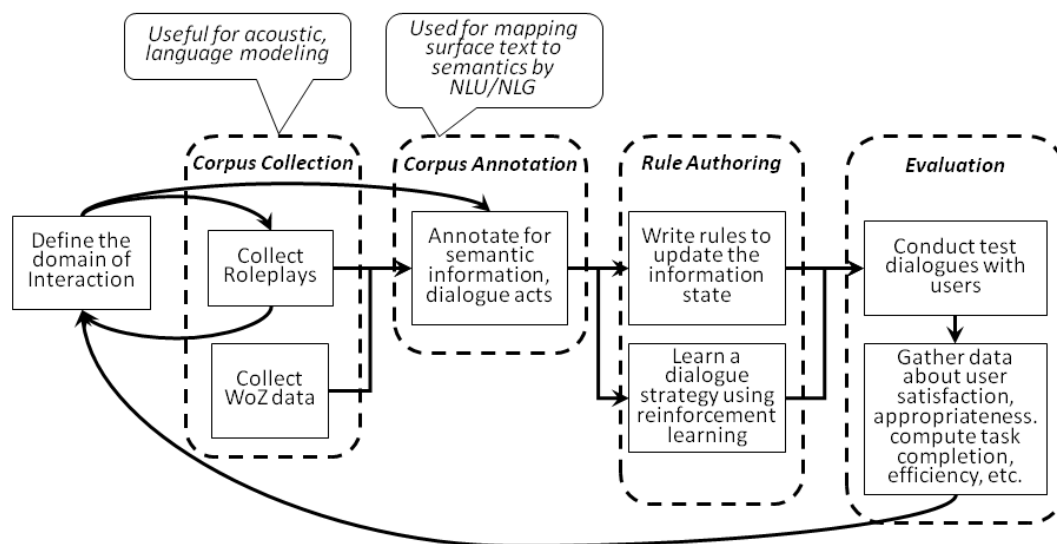 Useful for acoustic,
language modeling
Used for mapping
surface text to
semantics by
NLU/NLG
Corpus Collection
Corpus Annotation
Rule Authoring
Evaluation
Define the
domain of
Interaction
Collect
Roleplays
Collect
WoZ data
Annotate for
semantic
information,
dialogue acts
Write rules to
update the
information
state
Learn a
dialogue
strategy using
reinforcement
learning
Conduct test
dialogues with
users
Gather data
about user
satisfaction,
appropriateness.
compute task
completion,
efficiency, etc.